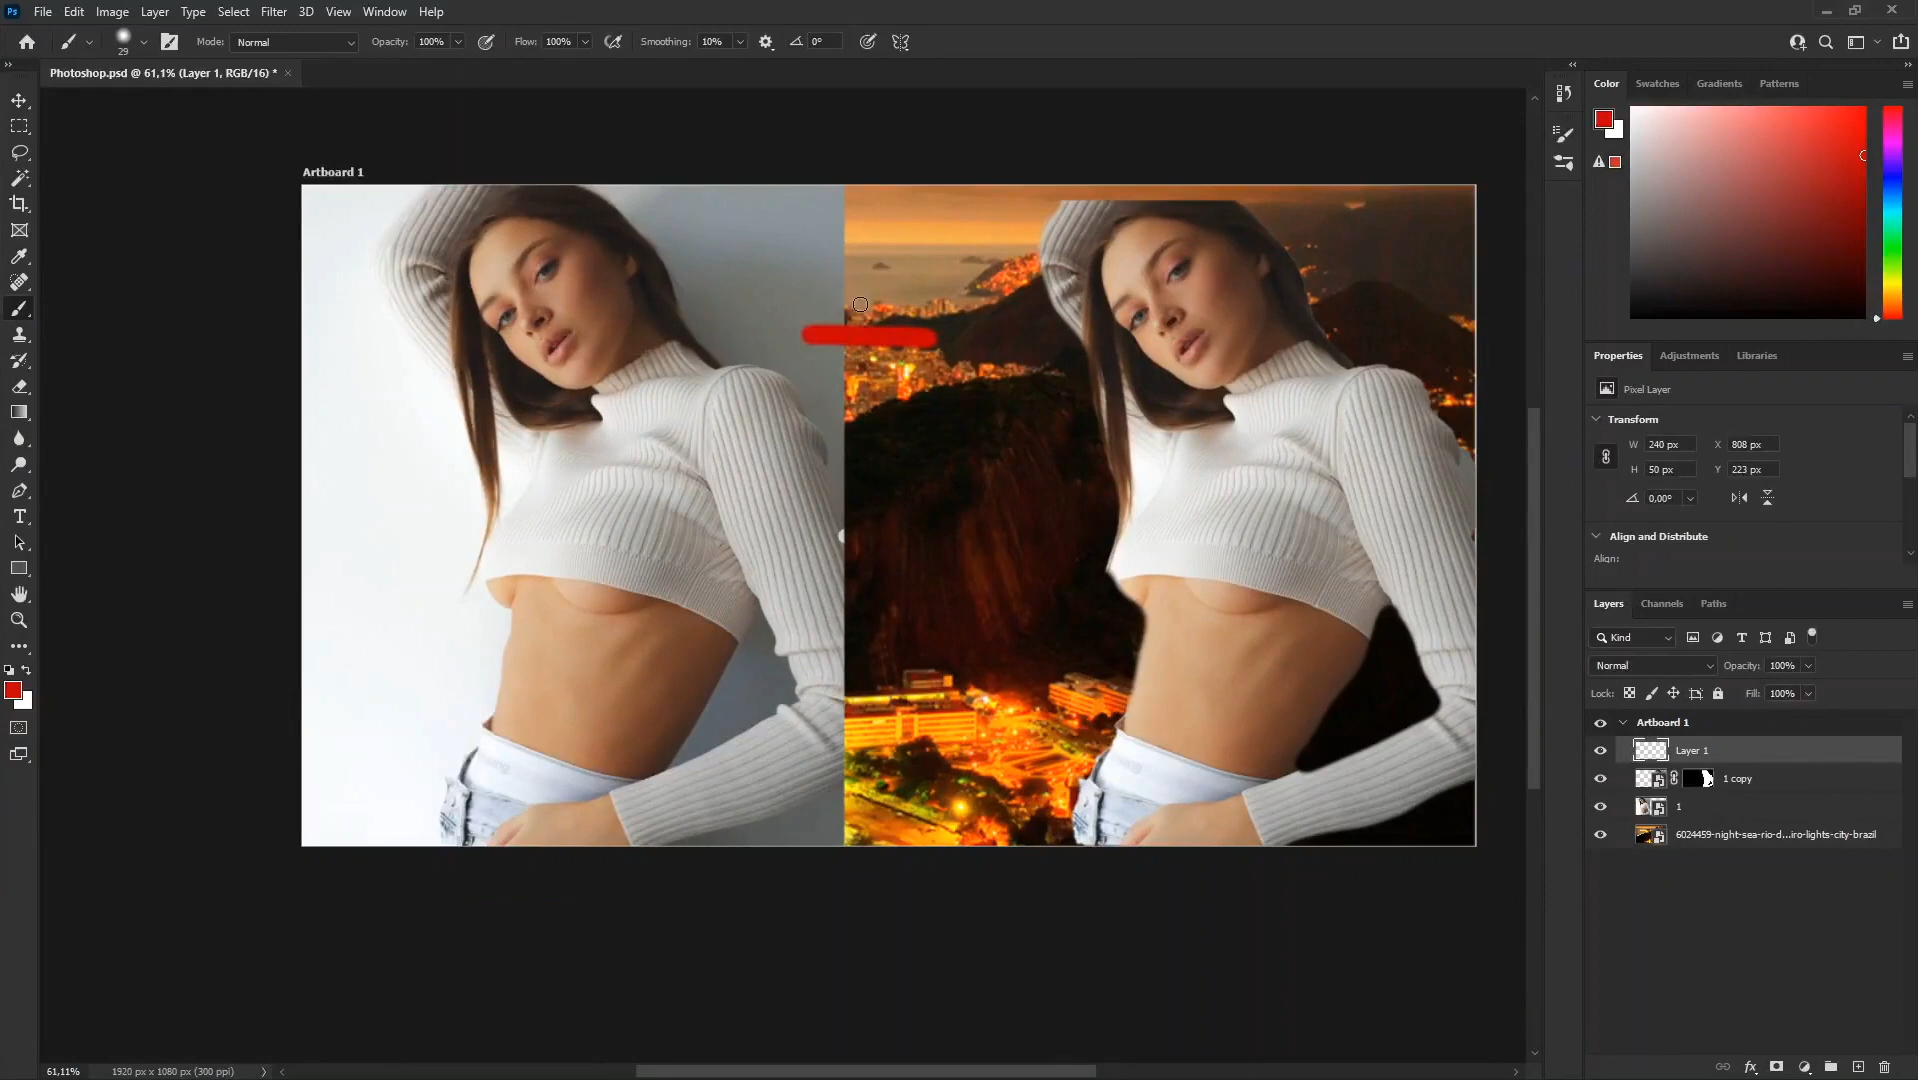 Ps File Edit Image Layer Type Select Filter 3D View Window Help
29 Mode: Normal Opacity: 100% Flow: 100% Smoothing: 10% 0°
Photoshop.psd @ 61,1% (Layer 1, RGB/16) *
Color Swatches Gradients Patterns
Artboard 1
Properties Adjustments Libraries
Pixel Layer
Transform
W 240 px X 808 px
H 50 px Y 223 px
0,00°
Align and Distribute
Align:
Layers Channels Paths
Kind
Normal Opacity: 100%
Lock: Fill: 100%
Artboard 1
Layer 1
1 copy
1
6024459-night-sea-rio-d...iro-lights-city-brazil
61,11% 1920 px x 1080 px (300 ppi)